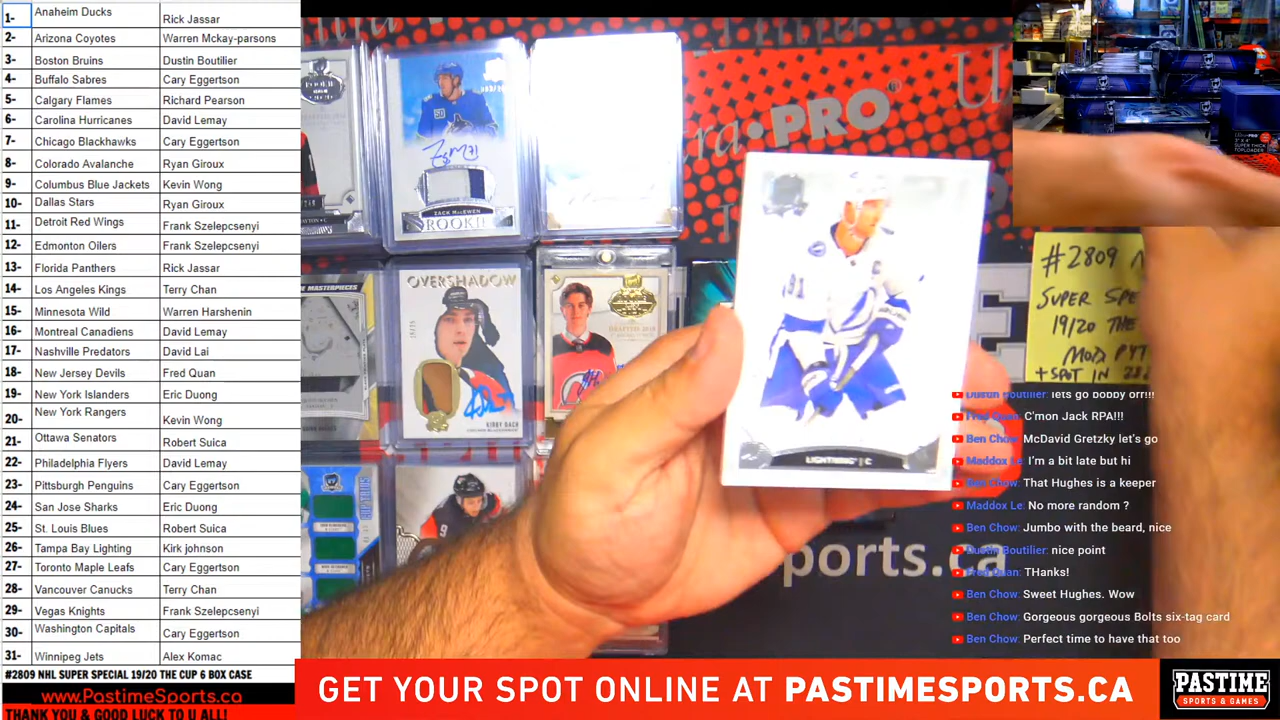 1- Anaheim Ducks Rick Jassar
2- Arizona Coyotes Warren Mckay-parsons
3- Boston Bruins Dustin Boutilier
4- Buffalo Sabres Cary Eggertson
5- Calgary Flames Richard Pearson
6- Carolina Hurricanes David Lemay
7- Chicago Blackhawks Cary Eggertson
8- Colorado Avalanche Ryan Giroux
9- Columbus Blue Jackets Kevin Wong
10- Dallas Stars Ryan Giroux
11- Detroit Red Wings Frank Szelepcsenyi
12- Edmonton Oilers Frank Szelepcsenyi
13- Florida Panthers Rick Jassar
14- Los Angeles Kings Terry Chan
15- Minnesota Wild Warren Harshenin
16- Montreal Canadiens David Lemay
17- Nashville Predators David Lai
18- New Jersey Devils Fred Quan
19- New York Islanders Eric Duong
20- New York Rangers Kevin Wong
21- Ottawa Senators Robert Suica
22- Philadelphia Flyers David Lemay
23- Pittsburgh Penguins Cary Eggertson
24- San Jose Sharks Eric Duong
25- St. Louis Blues Robert Suica
26- Tampa Bay Lighting Kirk johnson
27- Toronto Maple Leafs Cary Eggertson
28- Vancouver Canucks Terry Chan
29- Vegas Knights Frank Szelepcsenyi
30- Washington Capitals Cary Eggertson
31- Winnipeg Jets Alex Komac
#2809 NHL SUPER SPECIAL 19/20 THE CUP 6 BOX CASE
www.PastimeSports.ca
THANK YOU & GOOD LUCK TO U ALL!
ra·PRO
ZACK MacEWEN
ROOKIE
OVERSHADOW
KIRBY DACH
LIGHTNING | C
91
#2809
SUPER SPE
19/20 THE
+ SPOT IN
ports.ca
Dustin Boutilier: lets go bobby orr!!!
Fred Quan: C'mon Jack RPA!!!
Ben Chow: McDavid Gretzky let's go
Maddox Le: I'm a bit late but hi
Ben Chow: That Hughes is a keeper
Maddox Le: No more random ?
Ben Chow: Jumbo with the beard, nice
Dustin Boutilier: nice point
Fred Quan: THanks!
Ben Chow: Sweet Hughes. Wow
Ben Chow: Gorgeous gorgeous Bolts six-tag card
Ben Chow: Perfect time to have that too
GET YOUR SPOT ONLINE AT PASTIMESPORTS.CA
PASTIME
SPORTS & GAMES